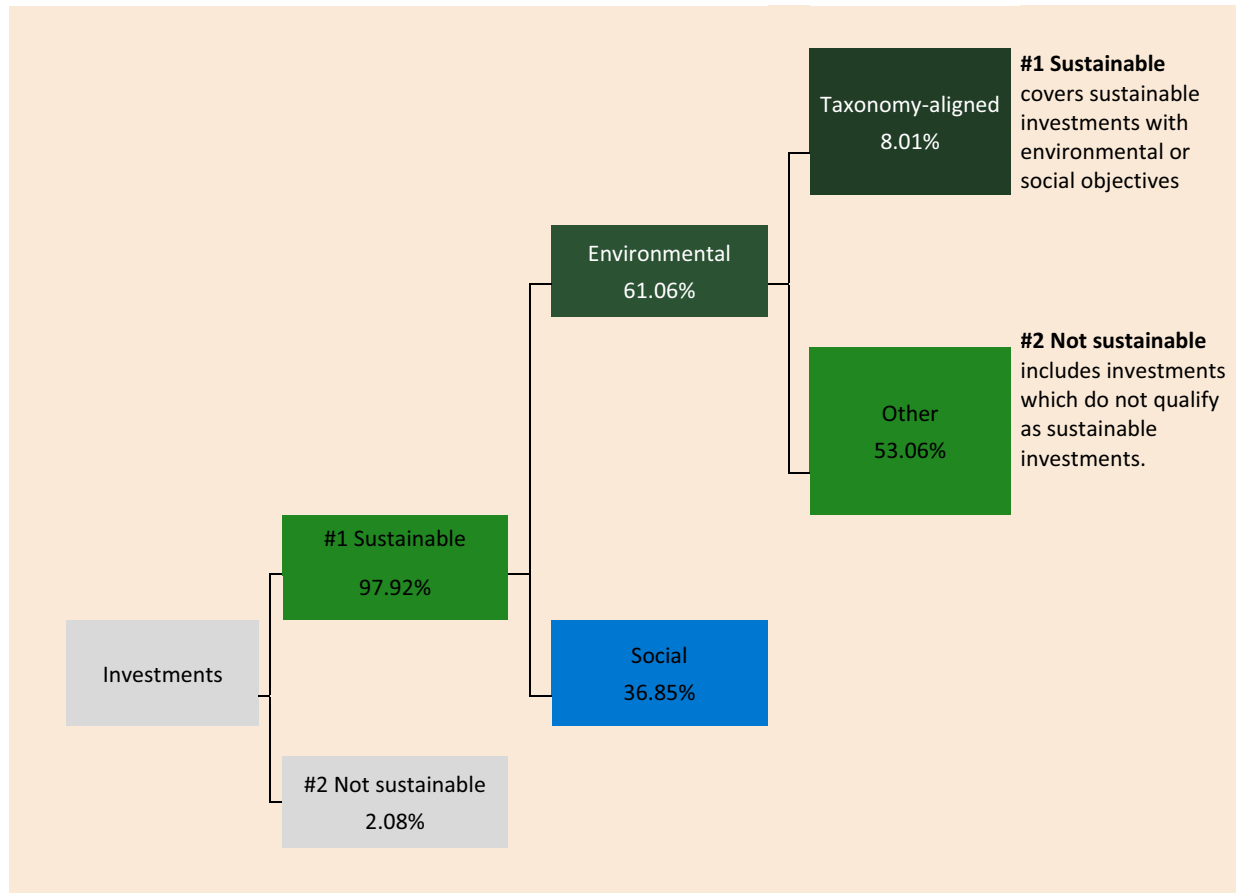 Taxonomy-aligned
8.01%
#1 Sustainable
covers sustainable
investments with
environmental or
social objectives
Environmental
61.06%
Other
53.06%
#2 Not sustainable
includes investments
which do not qualify
as sustainable
investments.
#1 Sustainable
97.92%
Investments
Social
36.85%
#2 Not sustainable
2.08%